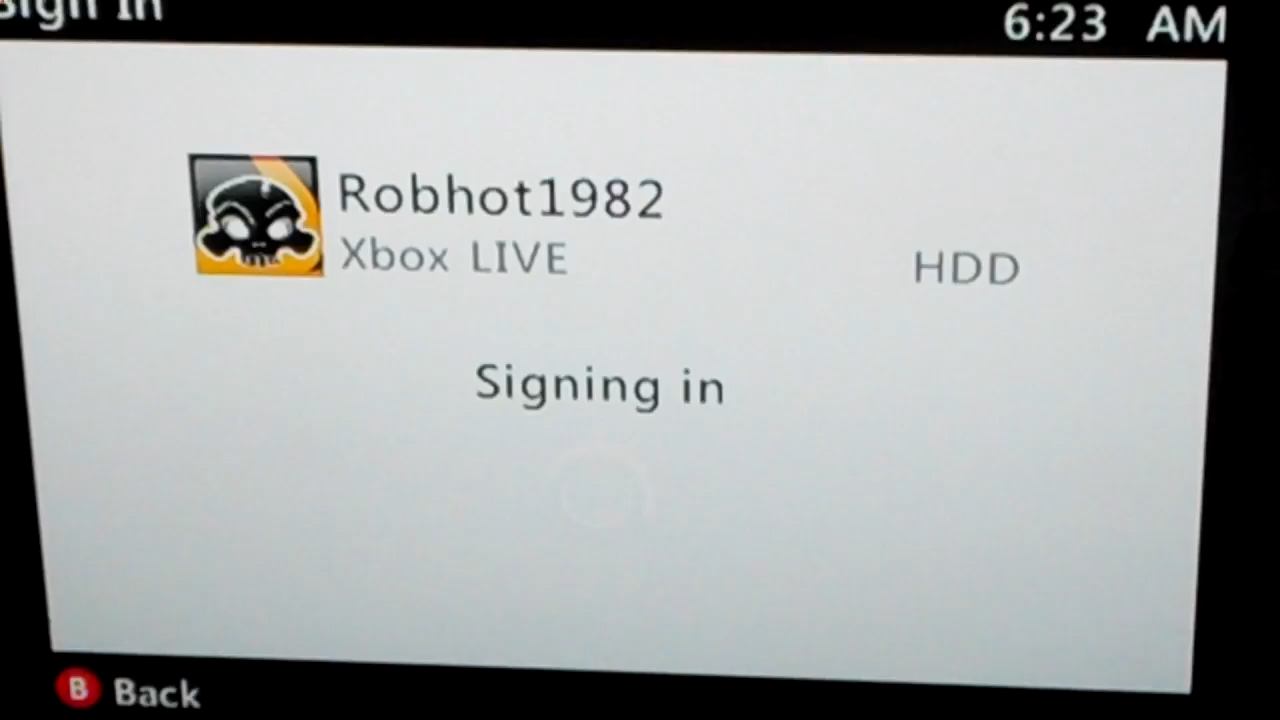 Sign In
6:23 AM
Robhot1982
Xbox LIVE
HDD
Signing in
B Back